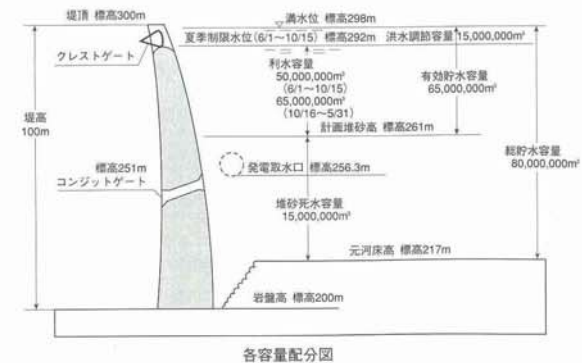 堤頂 標高300m
満水位 標高298m
夏季制限水位(6/1〜10/15) 標高292m
洪水調節容量 15,000,000m³
クレストゲート
利水容量
50,000,000m³
(6/1〜10/15)
65,000,000m³
(10/16〜5/31)
有効貯水容量
65,000,000m³
堤高
100m
計画堆砂高 標高261m
総貯水容量
80,000,000m³
標高251m
コンジットゲート
発電取水口 標高256.3m
堆砂死水容量
15,000,000m³
元河床高 標高217m
岩盤高 標高200m
各容量配分図